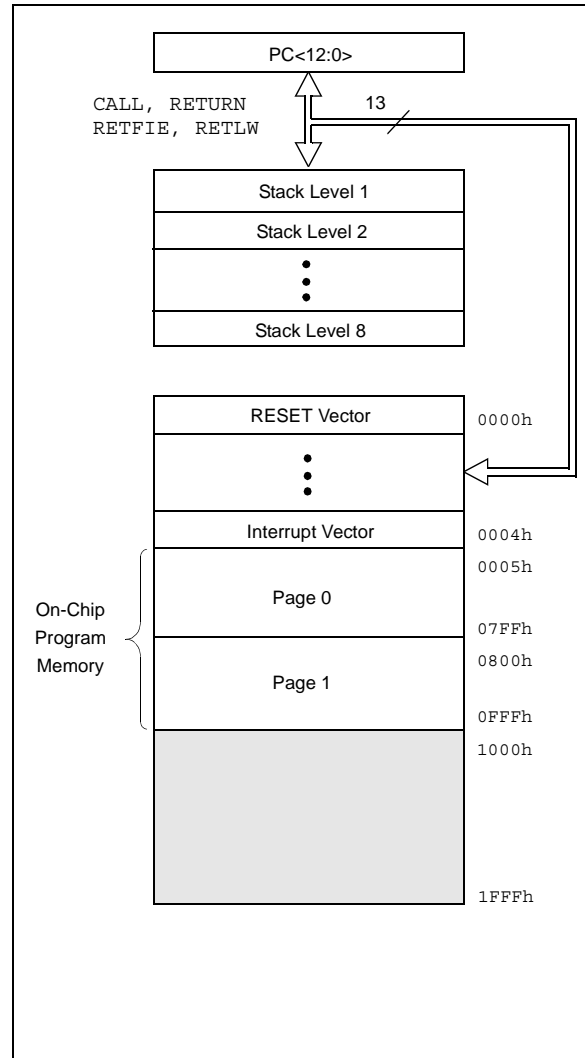 PC<12:0>
CALL, RETURN
RETFIE, RETLW
13
Stack Level 1
Stack Level 2
Stack Level 8
RESET Vector
0000h
Interrupt Vector
0004h
0005h
On-Chip
Program
Memory
Page 0
07FFh
0800h
Page 1
0FFFh
1000h
1FFFh